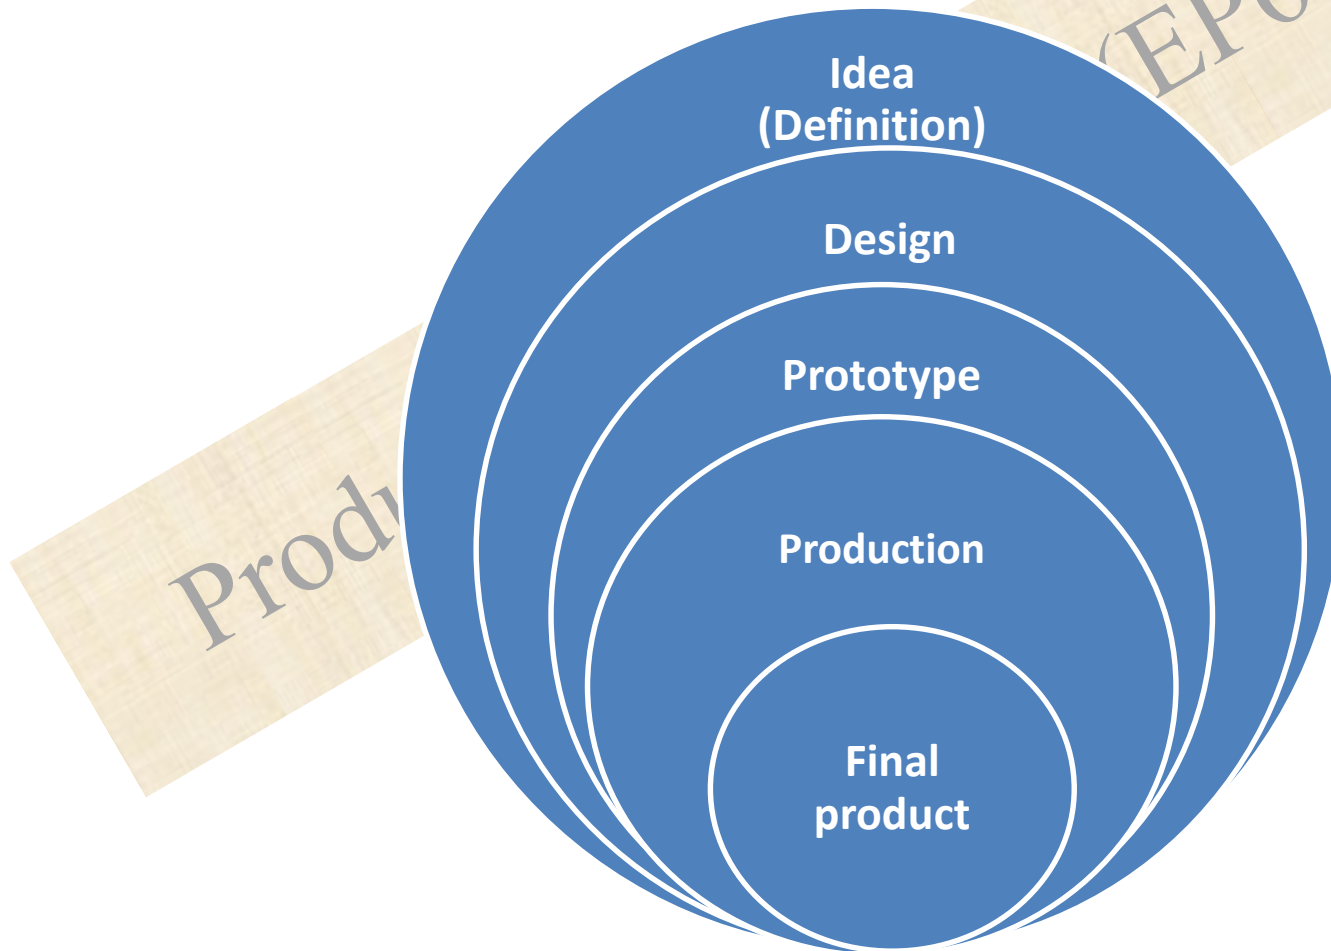 Idea
(Definition)
Design
Prototype
Production
Final
product